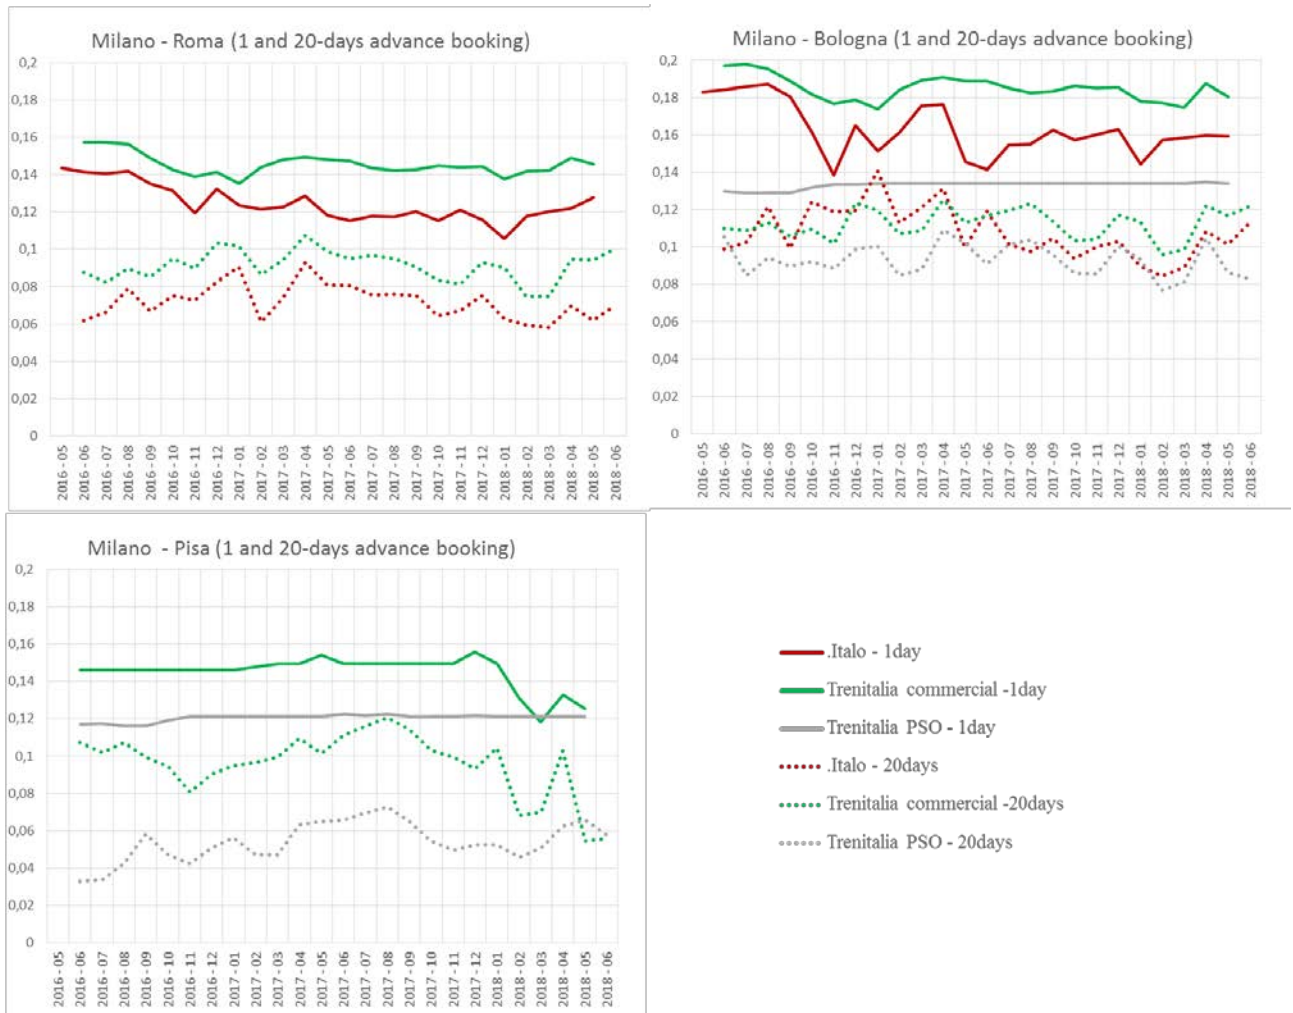 Milano - Roma (1 and 20-days advance booking)
0,2
0,18
0,16
0,14
0,12
0,1
0,08
0,06
0,04
0,02
0
2016 - 05
2016 - 06
2016 - 07
2016 - 08
2016 - 09
2016 - 10
2016 - 11
2016 - 12
2017 - 01
2017 - 02
2017 - 03
2017 - 04
2017 - 05
2017 - 06
2017 - 07
2017 - 08
2017 - 09
2017 - 10
2017 - 11
2017 - 12
2018 - 01
2018 - 02
2018 - 03
2018 - 04
2018 - 05
2018 - 06
Milano - Bologna (1 and 20-days advance booking)
0,2
0,18
0,16
0,14
0,12
0,1
0,08
0,06
0,04
0,02
0
2016 - 05
2016 - 06
2016 - 07
2016 - 08
2016 - 09
2016 - 10
2016 - 11
2016 - 12
2017 - 01
2017 - 02
2017 - 03
2017 - 04
2017 - 05
2017 - 06
2017 - 07
2017 - 08
2017 - 09
2017 - 10
2017 - 11
2017 - 12
2018 - 01
2018 - 02
2018 - 03
2018 - 04
2018 - 05
2018 - 06
Milano - Pisa (1 and 20-days advance booking)
0,2
0,18
0,16
0,14
0,12
0,1
0,08
0,06
0,04
0,02
0
2016 - 05
2016 - 06
2016 - 07
2016 - 08
2016 - 09
2016 - 10
2016 - 11
2016 - 12
2017 - 01
2017 - 02
2017 - 03
2017 - 04
2017 - 05
2017 - 06
2017 - 07
2017 - 08
2017 - 09
2017 - 10
2017 - 11
2017 - 12
2018 - 01
2018 - 02
2018 - 03
2018 - 04
2018 - 05
2018 - 06
.Italo - 1day
Trenitalia commercial -1day
Trenitalia PSO - 1day
.Italo - 20days
Trenitalia commercial -20days
Trenitalia PSO - 20days